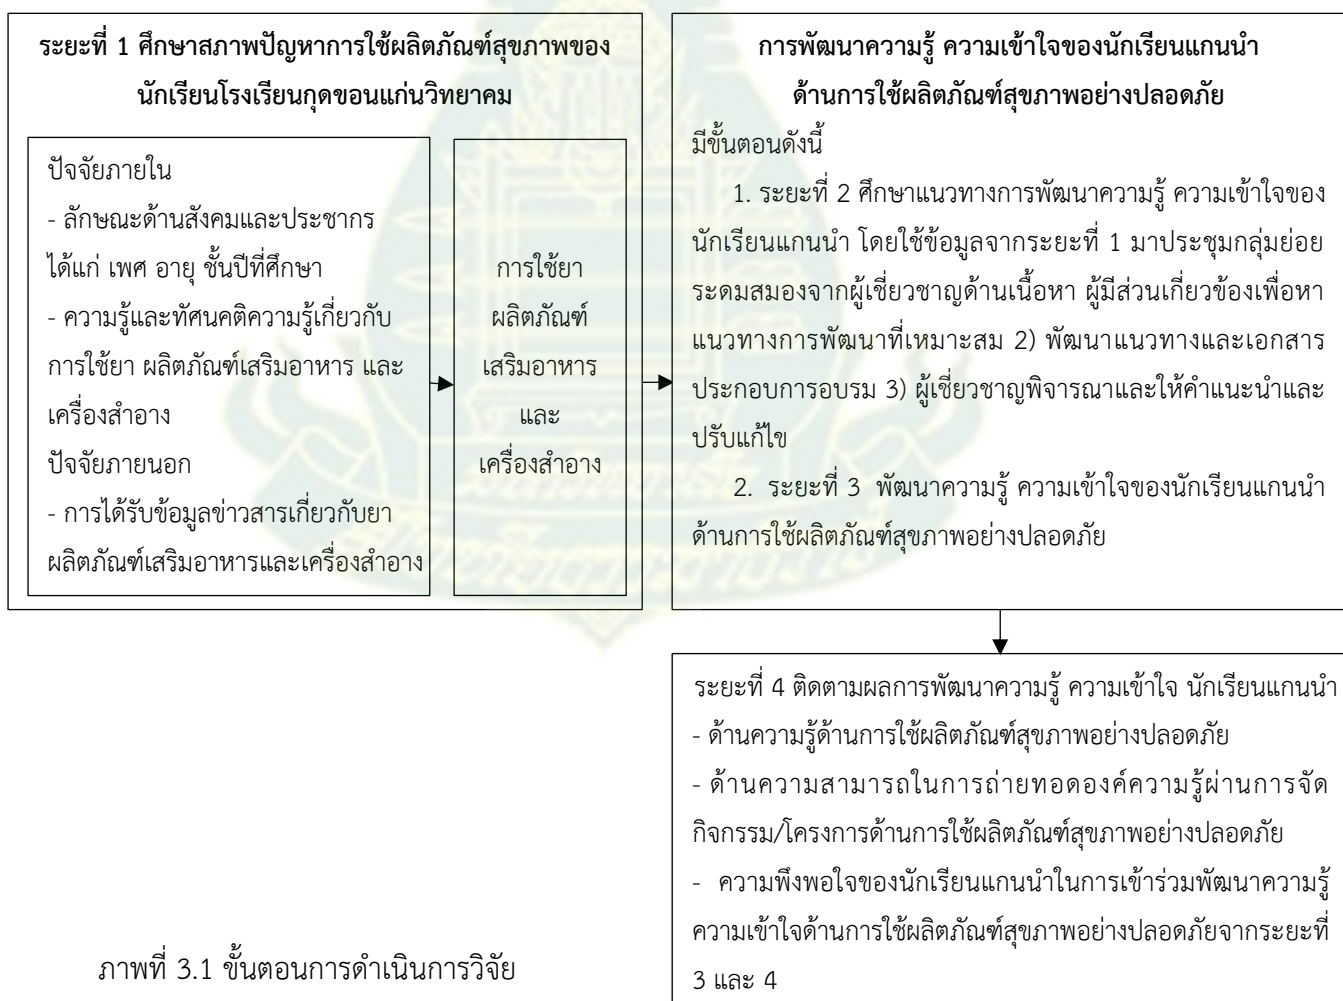 ระยะที่ 1 ศึกษาสภาพปัญหาการใช้ผลิตภัณฑ์สุขภาพของ
นักเรียนโรงเรียนกุดขอนแก่นวิทยาคม
ปัจจัยภายใน
- ลักษณะด้านสังคมและประชากร
ได้แก่ เพศ อายุ ชั้นปีที่ศึกษา
- ความรู้และทัศนคติความรู้เกี่ยวกับ
การใช้ยา ผลิตภัณฑ์เสริมอาหาร และ
เครื่องสำอาง
ปัจจัยภายนอก
- การได้รับข้อมูลข่าวสารเกี่ยวกับยา
ผลิตภัณฑ์เสริมอาหารและเครื่องสำอาง
การใช้ยา
ผลิตภัณฑ์
เสริมอาหาร
และ
เครื่องสำอาง
การพัฒนาความรู้ ความเข้าใจของนักเรียนแกนนำ
ด้านการใช้ผลิตภัณฑ์สุขภาพอย่างปลอดภัย
มีขั้นตอนดังนี้
1. ระยะที่ 2 ศึกษาแนวทางการพัฒนาความรู้ ความเข้าใจของ
นักเรียนแกนนำ โดยใช้ข้อมูลจากระยะที่ 1 มาประชุมกลุ่มย่อย
ระดมสมองจากผู้เชี่ยวชาญด้านเนื้อหา ผู้มีส่วนเกี่ยวข้องเพื่อหา
แนวทางการพัฒนาที่เหมาะสม 2) พัฒนาแนวทางและเอกสาร
ประกอบการอบรม 3) ผู้เชี่ยวชาญพิจารณาและให้คำแนะนำและ
ปรับแก้ไข
2. ระยะที่ 3 พัฒนาความรู้ ความเข้าใจของนักเรียนแกนนำ
ด้านการใช้ผลิตภัณฑ์สุขภาพอย่างปลอดภัย
ระยะที่ 4 ติดตามผลการพัฒนาความรู้ ความเข้าใจ นักเรียนแกนนำ
- ด้านความรู้ด้านการใช้ผลิตภัณฑ์สุขภาพอย่างปลอดภัย
- ด้านความสามารถในการถ่ายทอดองค์ความรู้ผ่านการจัด
กิจกรรม/โครงการด้านการใช้ผลิตภัณฑ์สุขภาพอย่างปลอดภัย
- ความพึงพอใจของนักเรียนแกนนำในการเข้าร่วมพัฒนาความรู้
ความเข้าใจด้านการใช้ผลิตภัณฑ์สุขภาพอย่างปลอดภัยจากระยะที่
3 และ 4
ภาพที่ 3.1 ขั้นตอนการดำเนินการวิจัย